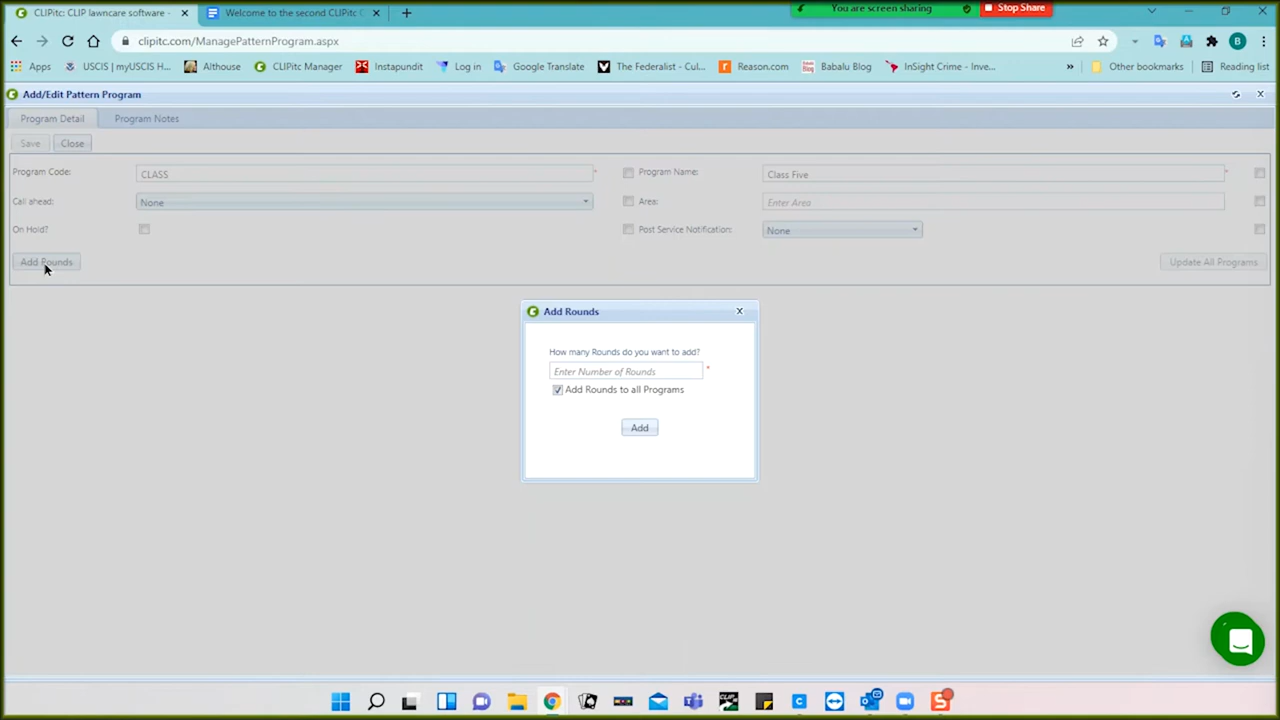 CLIPitc: CLIP lawncare software -
Welcome to the second CLIPitc C
You are screen sharing
Stop Share
clipitc.com/ManagePatternProgram.aspx
B
Apps
USCIS | myUSCIS H...
Althouse
CLIPitc Manager
Instapundit
Log in
Google Translate
The Federalist - Cul...
Reason.com
Babalu Blog
InSight Crime - Inve...
»
Other bookmarks
Reading list
Add/Edit Pattern Program
Program Detail
Program Notes
Save
Close
Program Code:
CLASS
*
Program Name:
Class Five
*
Call ahead:
None
Area:
Enter Area
On Hold?
Post Service Notification:
None
Add Rounds
Update All Programs
Add Rounds
How many Rounds do you want to add?
Enter Number of Rounds
*
Add Rounds to all Programs
Add